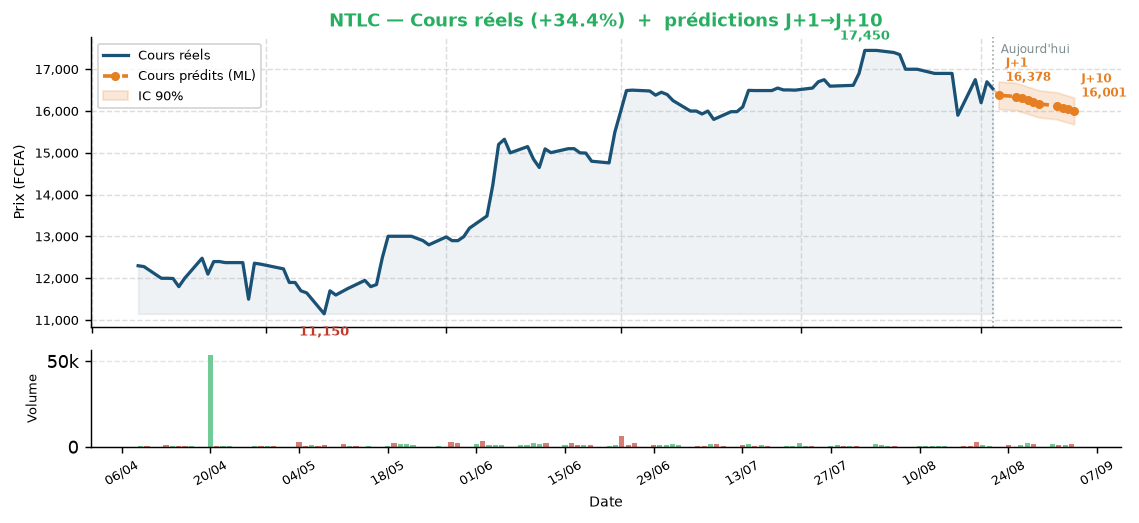 NTLC — Cours réels (+34.4%)  +  prédictions J+1→J+10
17,450
Cours réels
Cours prédits (ML)
IC 90%
Aujourd'hui
J+1
16,378
J+10
16,001
Prix (FCFA)
17,000
16,000
15,000
14,000
13,000
12,000
11,000
11,150
Volume
50k
0
06/04
20/04
04/05
18/05
01/06
15/06
29/06
13/07
27/07
10/08
24/08
07/09
Date